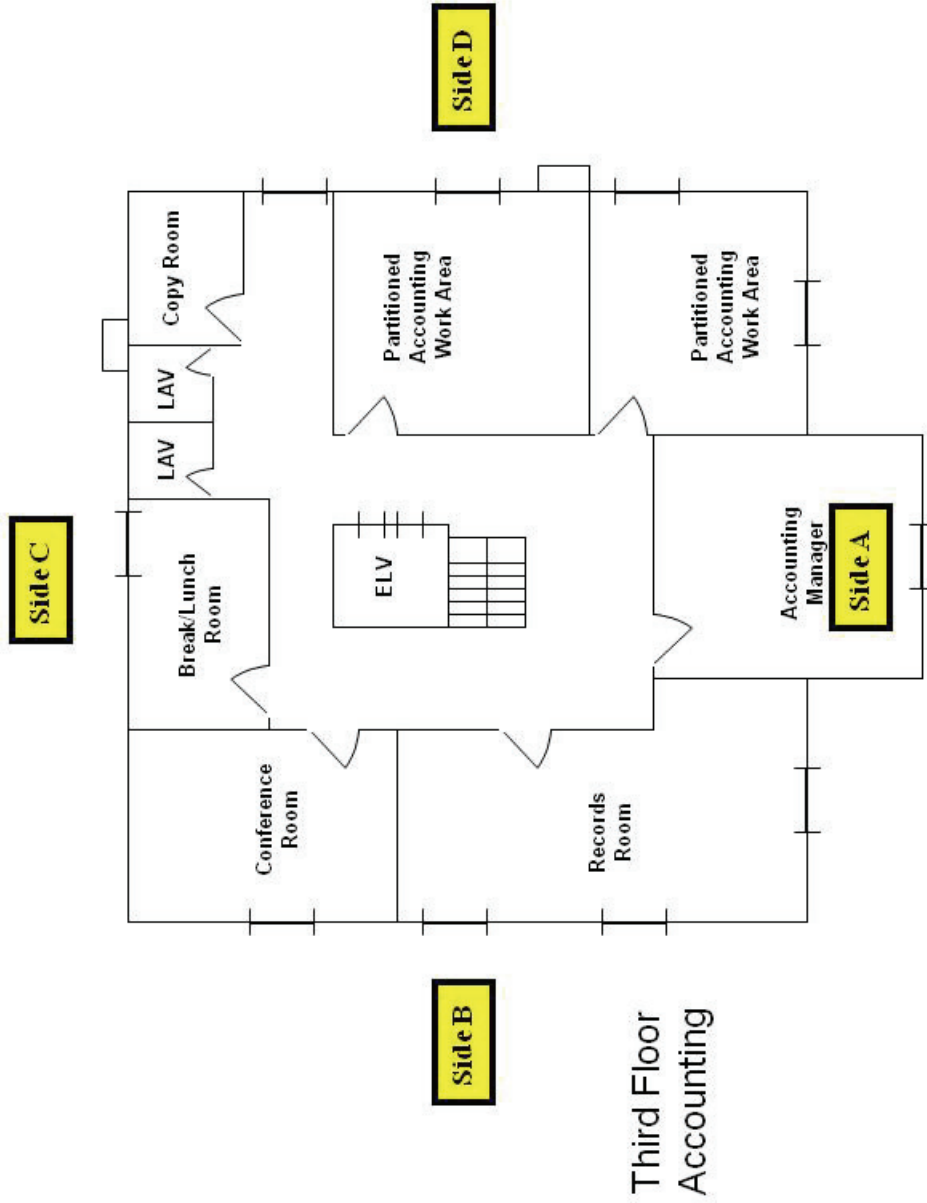 Side C
Side D
Copy Room
LAV
LAV
Break/Lunch
Room
Conference
Room
ELV
Partitioned
Accounting
Work Area
Partitioned
Accounting
Work Area
Records
Room
Accounting
Manager
Side A
Side B
Third Floor
Accounting